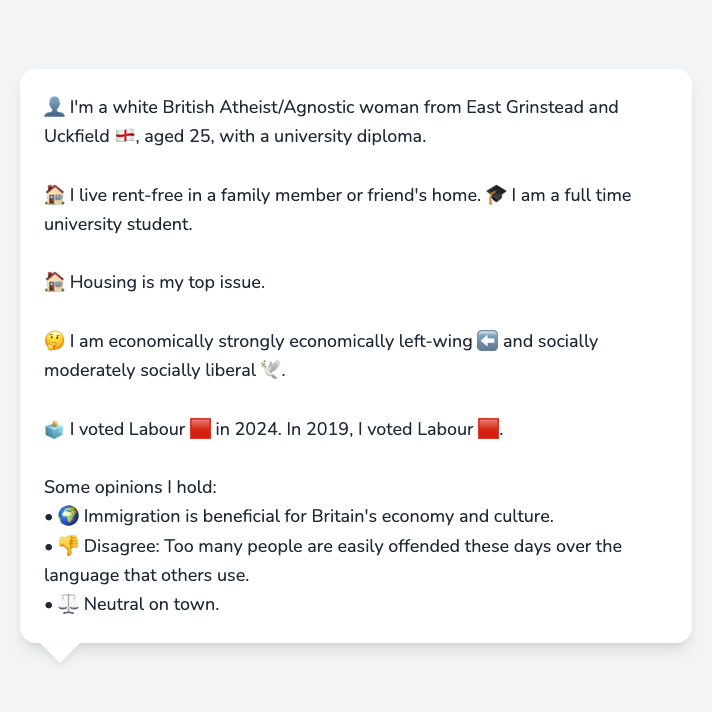 👤 I'm a white British Atheist/Agnostic woman from East Grinstead and
Uckfield 🏴󠁧󠁢󠁥󠁮󠁧󠁿, aged 25, with a university diploma.
🏠 I live rent-free in a family member or friend's home. 🎓 I am a full time
university student.
🏠 Housing is my top issue.
🤔 I am economically strongly economically left-wing ⬅️ and socially
moderately socially liberal 🕊️.
🗳️ I voted Labour 🟥 in 2024. In 2019, I voted Labour 🟥.
Some opinions I hold:
• 🌍 Immigration is beneficial for Britain's economy and culture.
• 👎 Disagree: Too many people are easily offended these days over the
language that others use.
• ⚖️ Neutral on town.